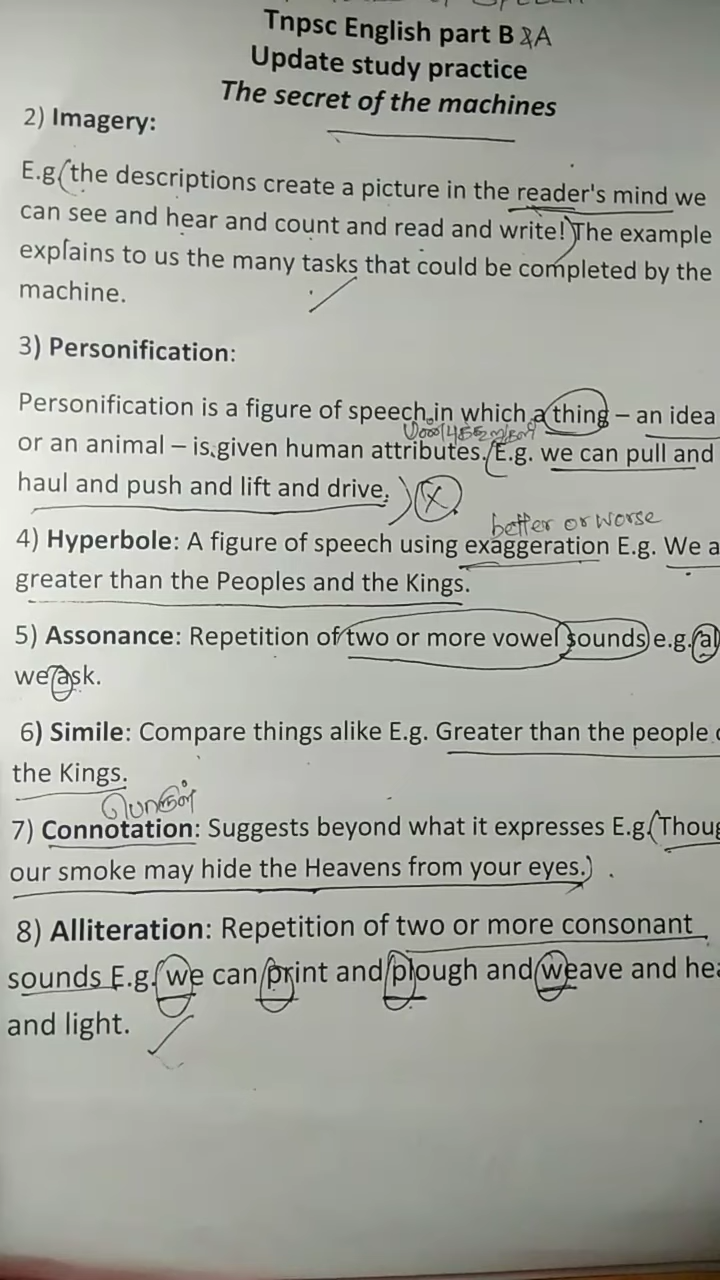 Tnpsc English part B &A
Update study practice
The secret of the machines
2) Imagery:
E.g (the descriptions create a picture in the reader's mind we
can see and hear and count and read and write!) The example
explains to us the many tasks that could be completed by the
machine.
3) Personification:
Personification is a figure of speech in which a thing – an idea
or an animal – is given human attributes. (E.g. we can pull and
haul and push and lift and drive.) X
better or worse
4) Hyperbole: A figure of speech using exaggeration E.g. We a
greater than the Peoples and the Kings.
5) Assonance: Repetition of two or more vowel sounds e.g. al
we ask.
6) Simile: Compare things alike E.g. Greater than the people
the Kings.
பொருள்
7) Connotation: Suggests beyond what it expresses E.g. (Thoug
our smoke may hide the Heavens from your eyes.) .
8) Alliteration: Repetition of two or more consonant
sounds E.g. we can print and plough and weave and hea
and light.